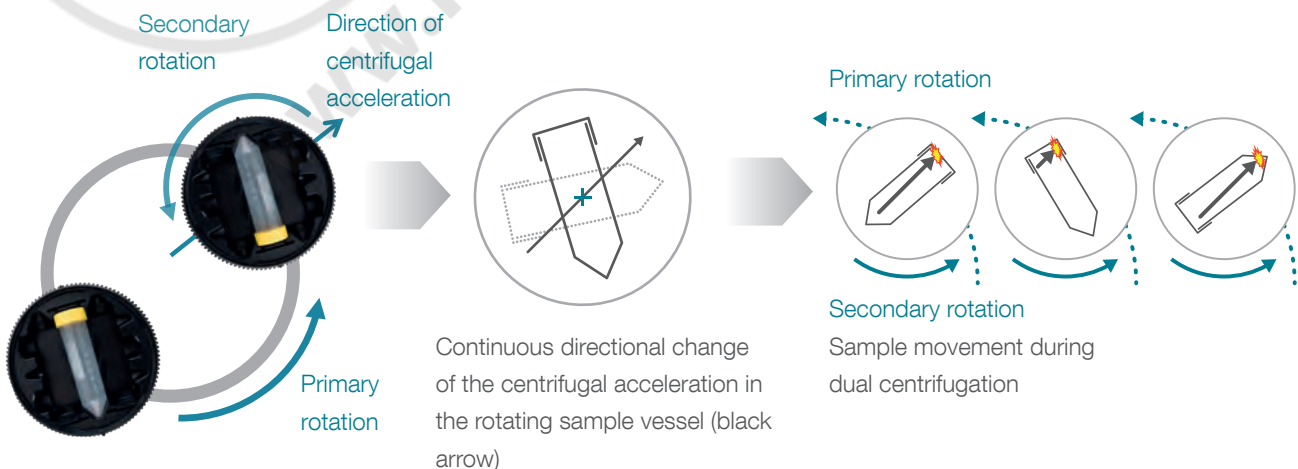 Secondary
rotation
Direction of
centrifugal
acceleration
Primary
rotation
Continuous directional change
of the centrifugal acceleration in
the rotating sample vessel (black
arrow)
Primary rotation
Secondary rotation
Sample movement during
dual centrifugation